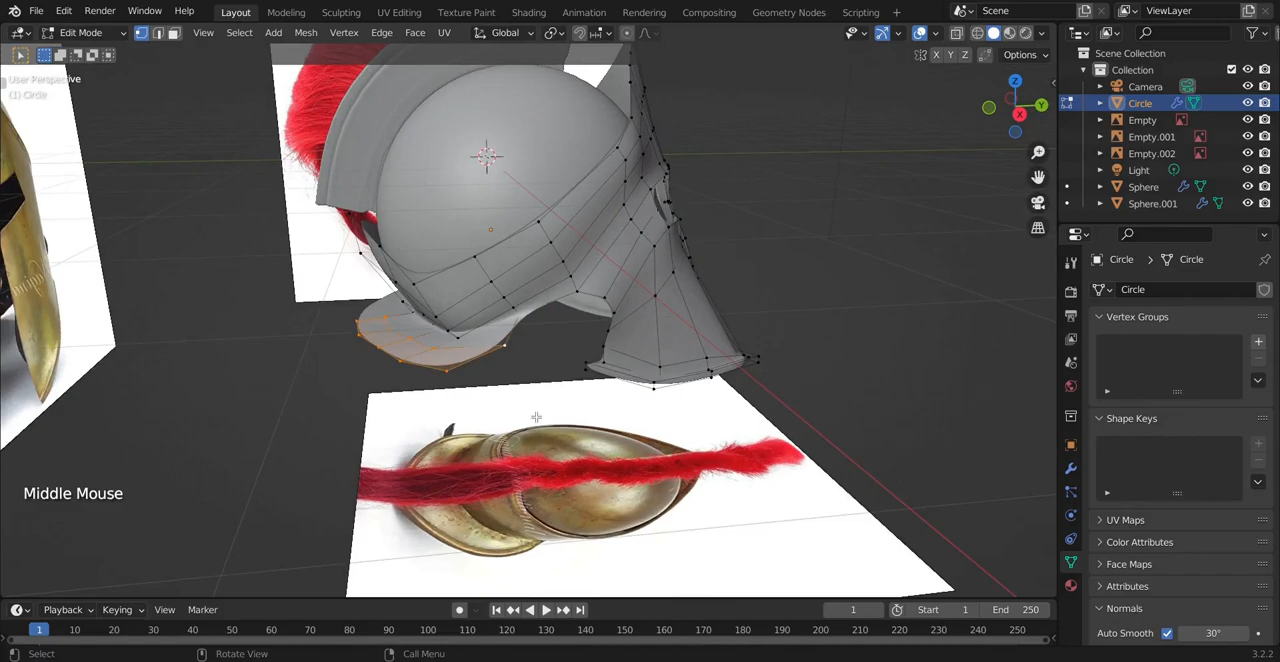 File Edit Render Window Help Layout Modeling Sculpting UV Editing Texture Paint Shading Animation Rendering Compositing Geometry Nodes Scripting + Scene ViewLayer
Edit Mode View Select Add Mesh Vertex Edge Face UV Global
X Y Z Options
User Perspective
(1) Circle
Z
Y
X
Middle Mouse
Scene Collection
Collection
Camera
Circle
Empty
Empty.001
Empty.002
Light
Sphere
Sphere.001
Circle > Circle
Circle
Vertex Groups
Shape Keys
UV Maps
Color Attributes
Face Maps
Attributes
Normals
Auto Smooth 30°
Playback Keying View Marker 1 Start 1 End 250
1 10 20 30 40 50 60 70 80 90 100 110 120 130 140 150 160 170 180 190 200 210 220 230 240 250
Select Rotate View Call Menu 3.2.2